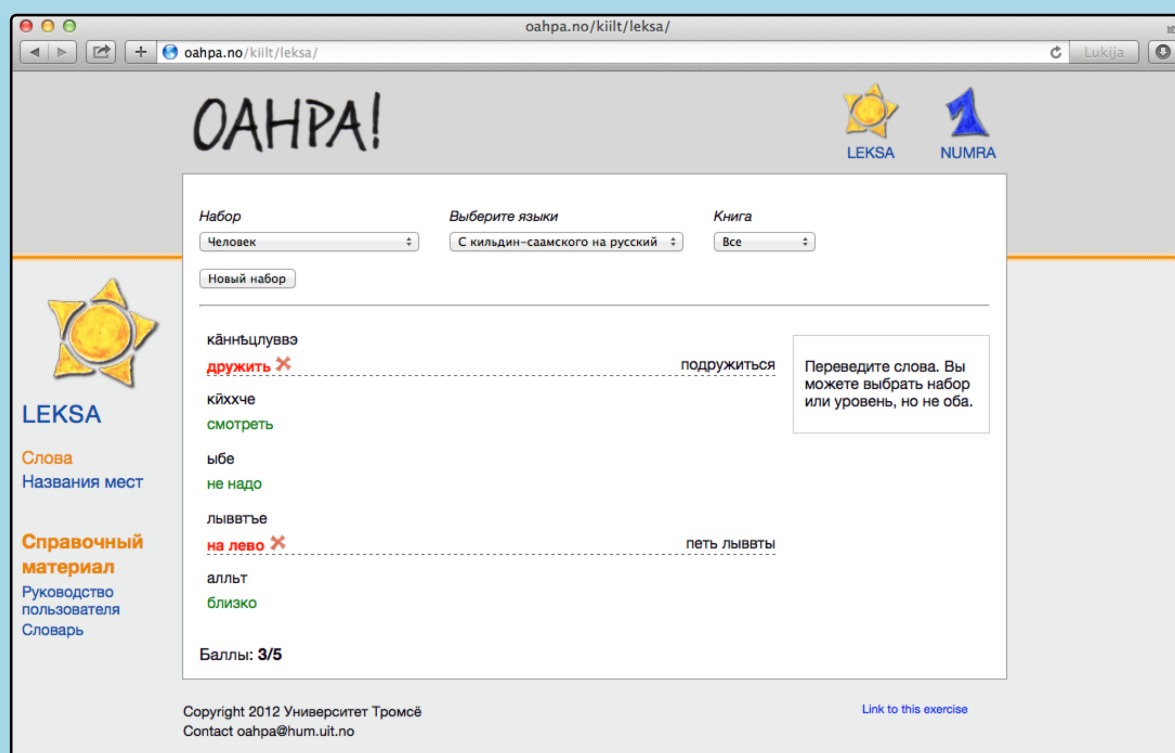 oahpa.no/kiilt/leksa/
oahpa.no/kiilt/leksa/
Lukija
OAHPA!
LEKSA
NUMRA
Набор
Выберите языки
Книга
Человек
С кильдин-саамского на русский
Все
Новый набор
ка̄ннҍцлуввэ
дружить
подружиться
кӣххче
смотреть
ыбе
не надо
лыввтъе
на лево
петь лыввты
алльт
близко
Баллы: 3/5
Переведите слова. Вы
можете выбрать набор
или уровень, но не оба.
LEKSA
Слова
Названия мест
Справочный
материал
Руководство
пользователя
Словарь
Copyright 2012 Университет Тромсё
Contact oahpa@hum.uit.no
Link to this exercise